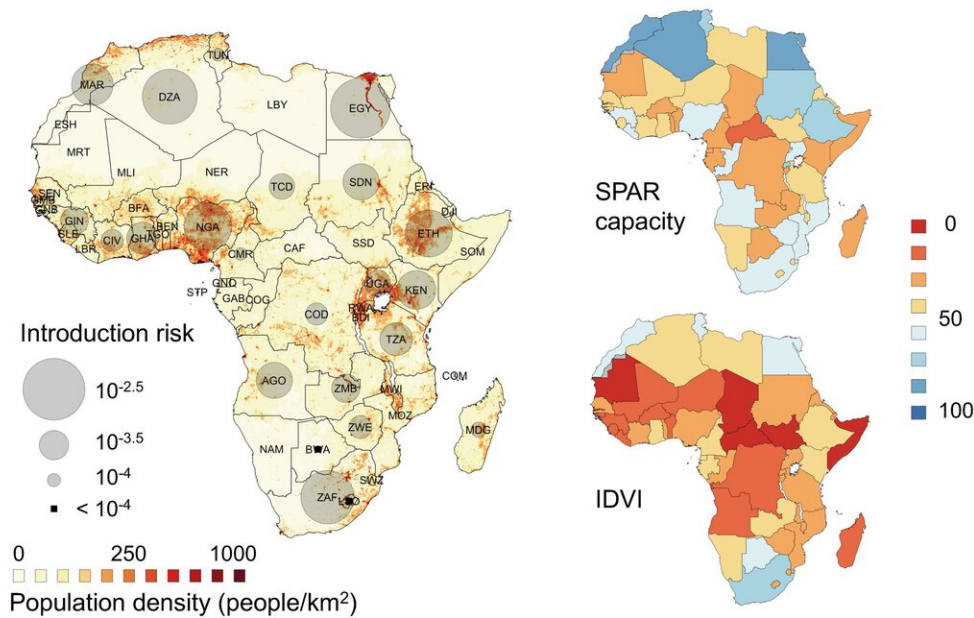 TUN
MAR
DZA
LBY
EGY
ESH
MRT
MLI
NER
TCD
SDN
ERI
SEN
GMB
GNB
GIN
BFA
DJI
SLE
CIV
GHA
TGO
BEN
NGA
ETH
LBR
CMR
CAF
SSD
SOM
STP
GNQ
GAB
COG
UGA
KEN
RWA
BDI
COD
TZA
AGO
ZMB
MWI
COM
MOZ
MDG
ZWE
NAM
BWA
SWZ
ZAF
Introduction risk
10^-2.5
10^-3.5
10^-4
< 10^-4
0 250 1000
Population density (people/km²)
SPAR
capacity
0
50
100
IDVI